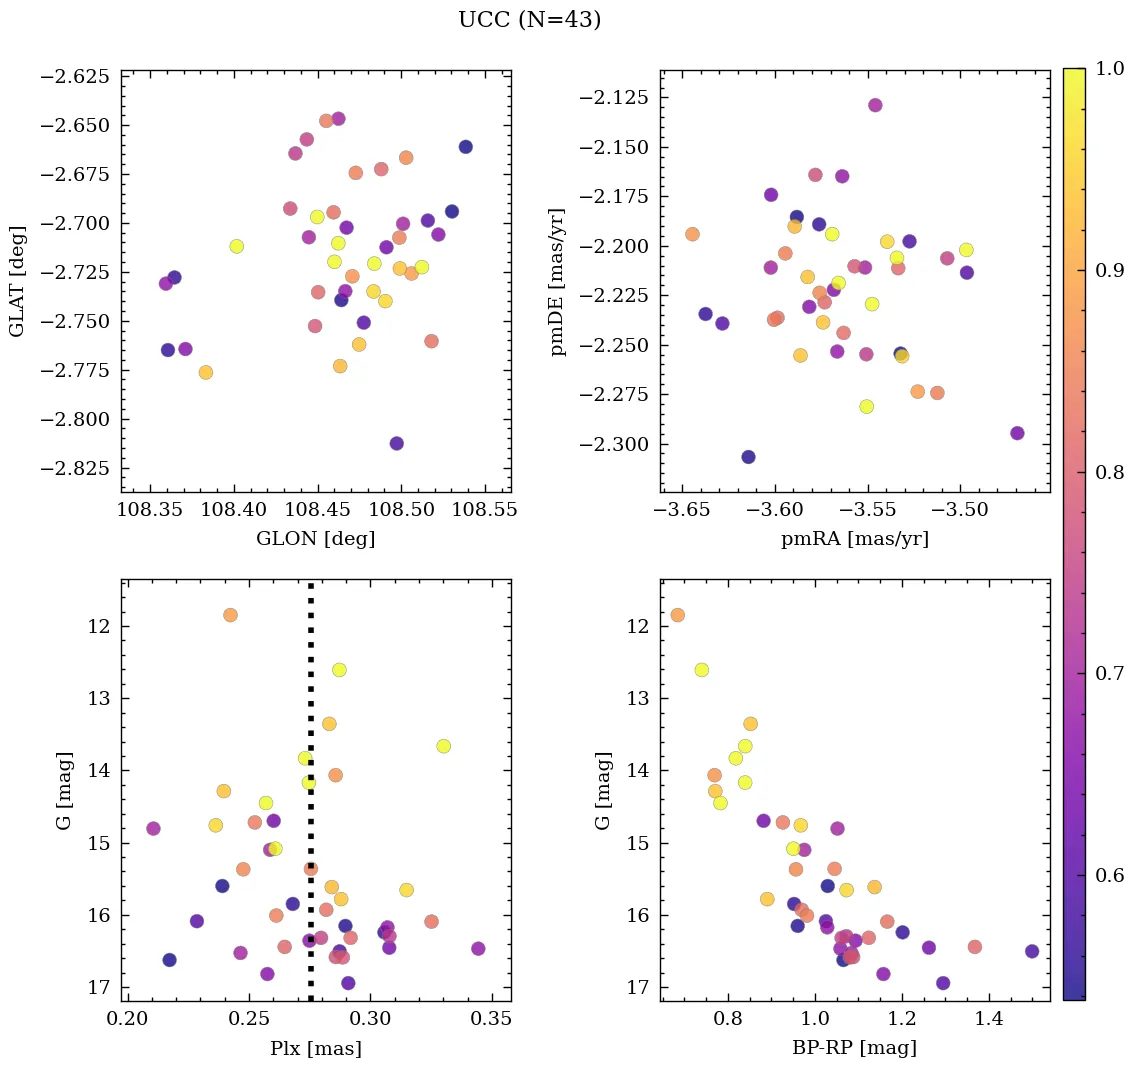 UCC (N=43)
−2.625
−2.650
−2.675
−2.700
−2.725
−2.750
−2.775
−2.800
−2.825
GLAT [deg]
108.35 108.40 108.45 108.50 108.55
GLON [deg]
−2.125
−2.150
−2.175
−2.200
−2.225
−2.250
−2.275
−2.300
pmDE [mas/yr]
−3.65 −3.60 −3.55 −3.50
pmRA [mas/yr]
12
13
14
15
16
17
G [mag]
0.20 0.25 0.30 0.35
Plx [mas]
12
13
14
15
16
17
G [mag]
0.8 1.0 1.2 1.4
BP-RP [mag]
1.0
0.9
0.8
0.7
0.6